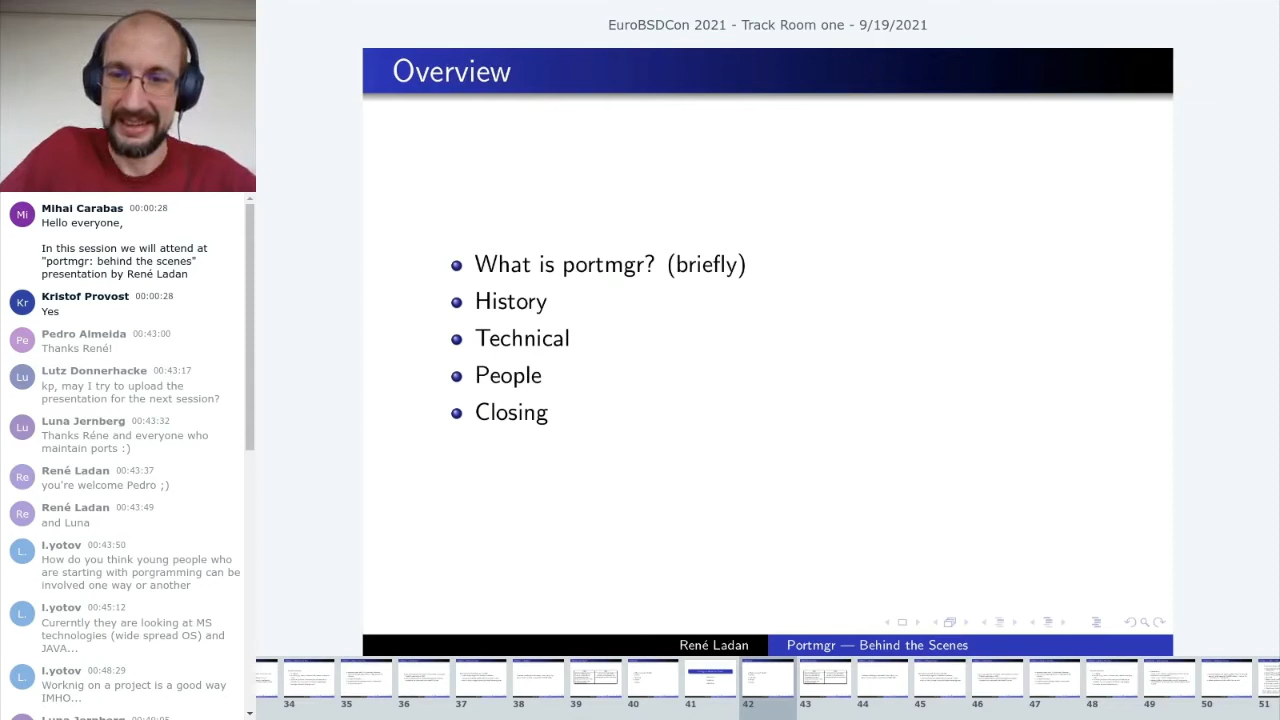 EuroBSDCon 2021 - Track Room one - 9/19/2021
Overview
What is portmgr? (briefly)
History
Technical
People
Closing
René Ladan
Portmgr — Behind the Scenes
Mi
Mihai Carabas 00:00:28
Hello everyone,
In this session we will attend at
"portmgr: behind the scenes"
presentation by René Ladan
Kr
Kristof Provost 00:00:28
Yes
Pe
Pedro Almeida 00:43:00
Thanks René!
Lu
Lutz Donnerhacke 00:43:17
kp, may I try to upload the
presentation for the next session?
Lu
Luna Jernberg 00:43:32
Thanks Réne and everyone who
maintain ports :)
Re
René Ladan 00:43:37
you're welcome Pedro ;)
Re
René Ladan 00:43:49
and Luna
L.
l.yotov 00:43:50
How do you think young people who
are starting with porgramming can be
involved one way or another
L.
l.yotov 00:45:12
Curerntly they are looking at MS
technologies (wide spread OS) and
JAVA...
L.
l.yotov 00:48:29
Worknig on a project is a good way
IMHO...
34 35 36 37 38 39 40 41 42 43 44 45 46 47 48 49 50 51